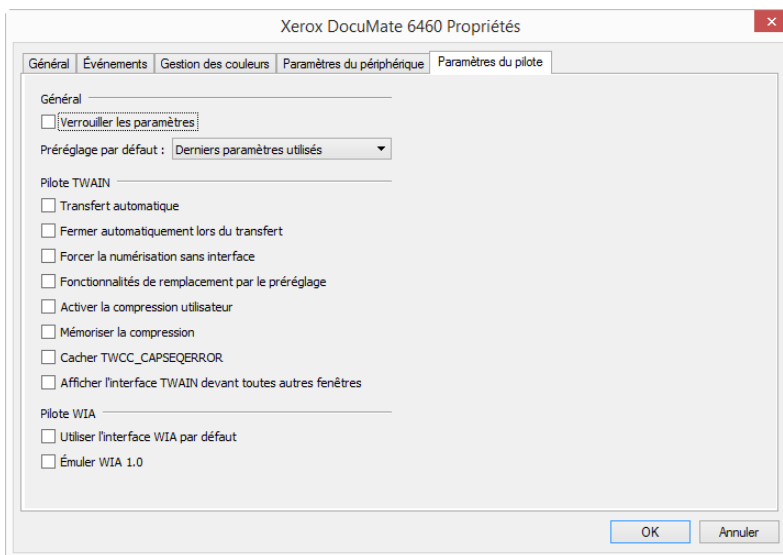 Xerox DocuMate 6460 Propriétés
Général Événements Gestion des couleurs Paramètres du périphérique Paramètres du pilote
Général
Verrouiller les paramètres
Préréglage par défaut : Derniers paramètres utilisés
Pilote TWAIN
Transfert automatique
Fermer automatiquement lors du transfert
Forcer la numérisation sans interface
Fonctionnalités de remplacement par le préréglage
Activer la compression utilisateur
Mémoriser la compression
Cacher TWCC_CAPSEQERROR
Afficher l'interface TWAIN devant toutes autres fenêtres
Pilote WIA
Utiliser l'interface WIA par défaut
Émuler WIA 1.0
OK Annuler